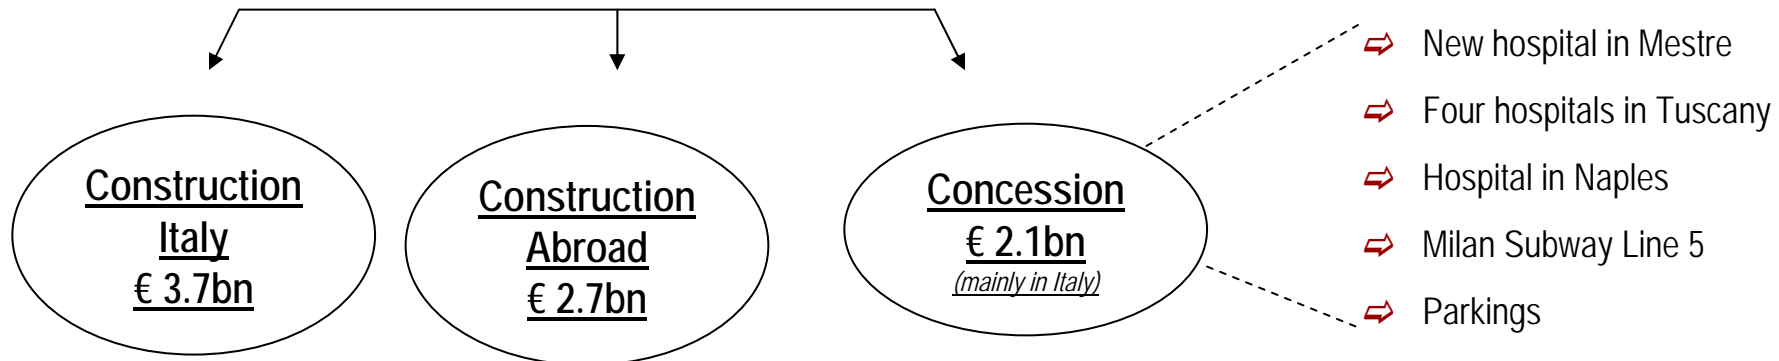 Construction
Italy
€ 3.7bn
Construction
Abroad
€ 2.7bn
Concession
€ 2.1bn
(mainly in Italy)
New hospital in Mestre
Four hospitals in Tuscany
Hospital in Naples
Milan Subway Line 5
Parkings